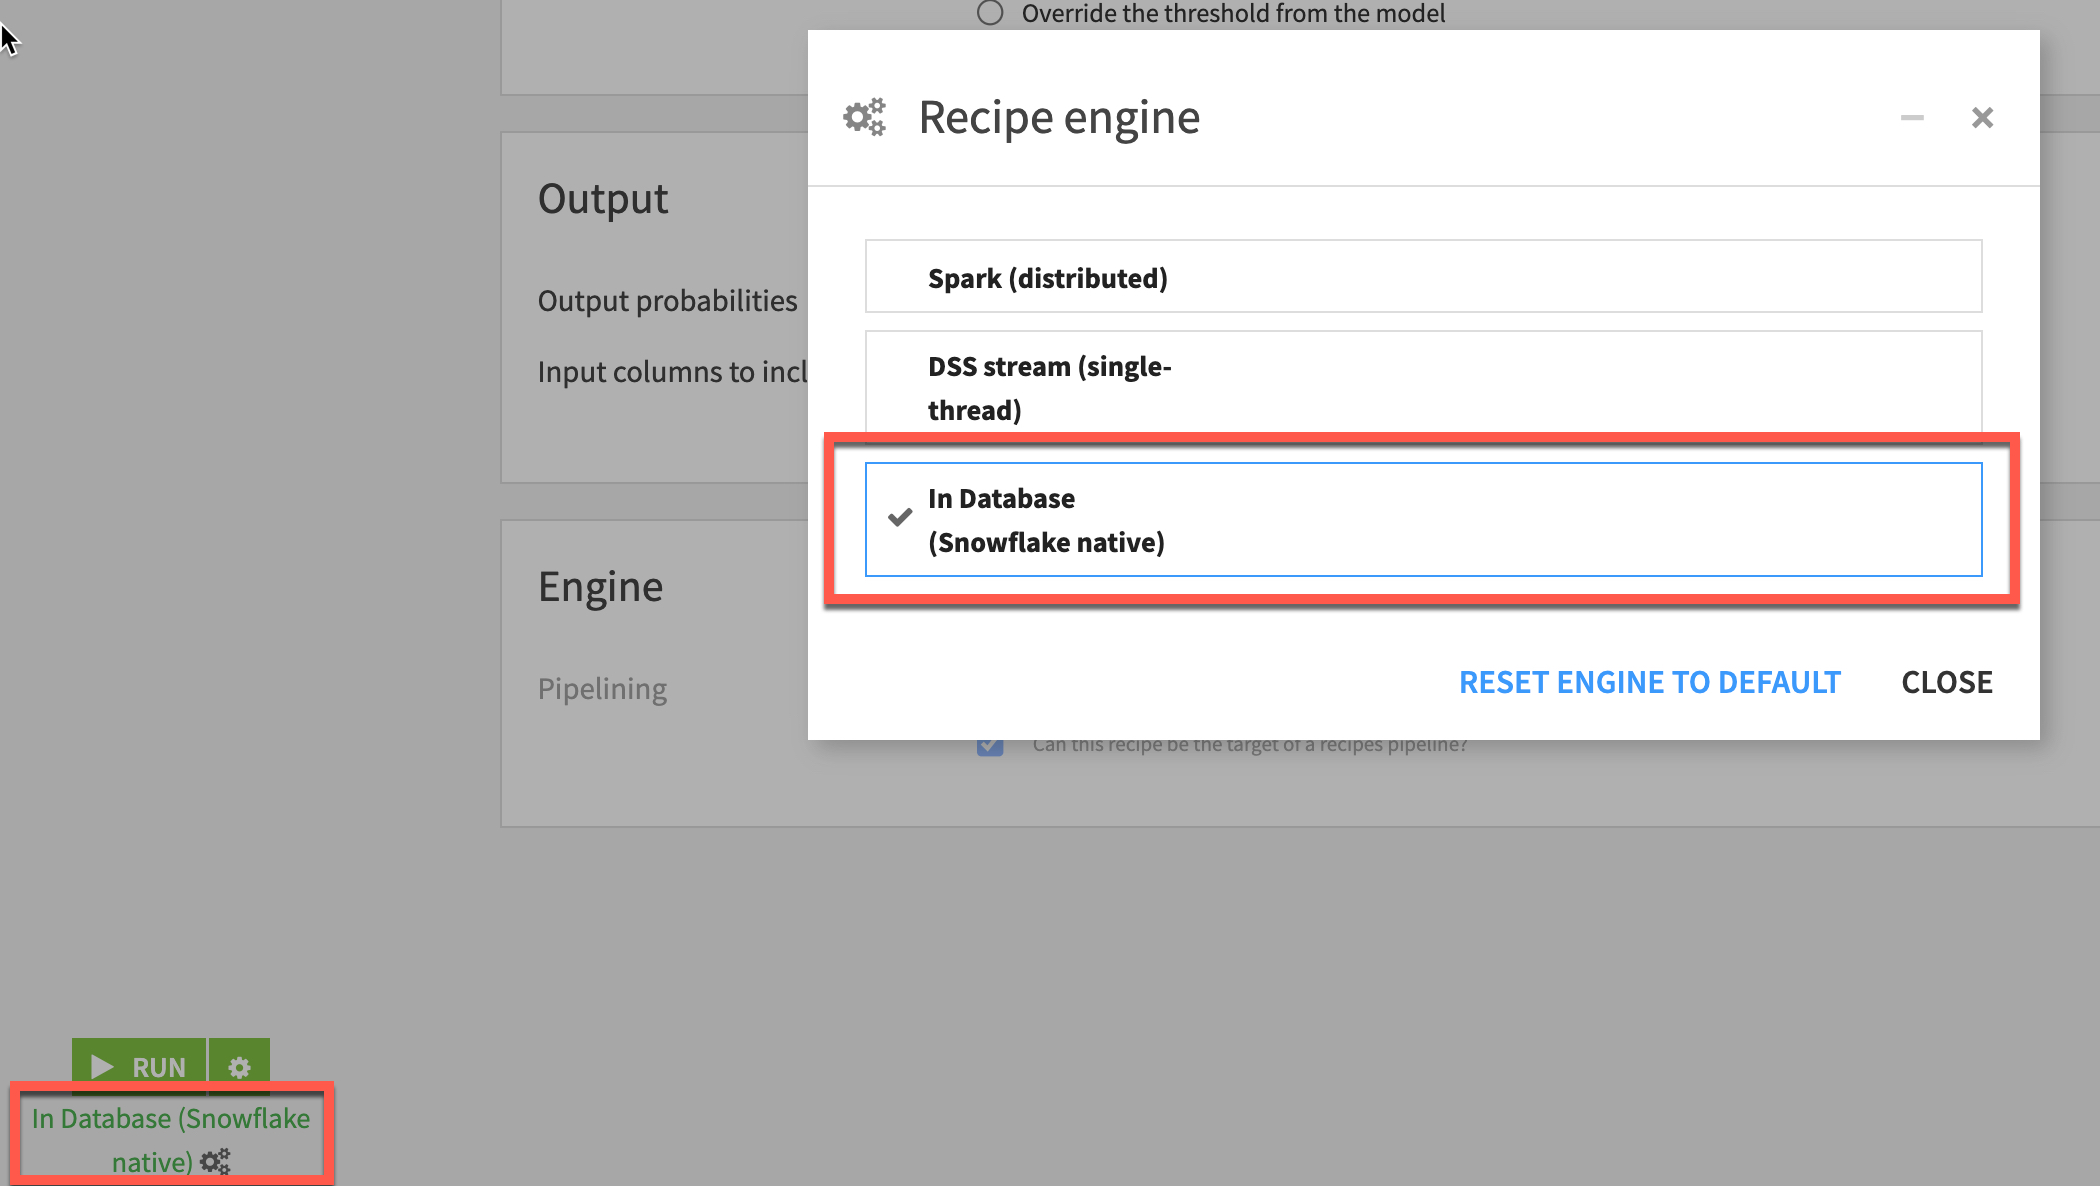 Override the threshold from the model
Recipe engine
Output
Spark (distributed)
Output probabilities
DSS stream (single-
thread)
Input columns to incl
In Database
(Snowflake native)
Engine
Pipelining
RESET ENGINE TO DEFAULT
CLOSE
Can this recipe be the target of a recipes pipeline?
RUN
In Database (Snowflake
native)